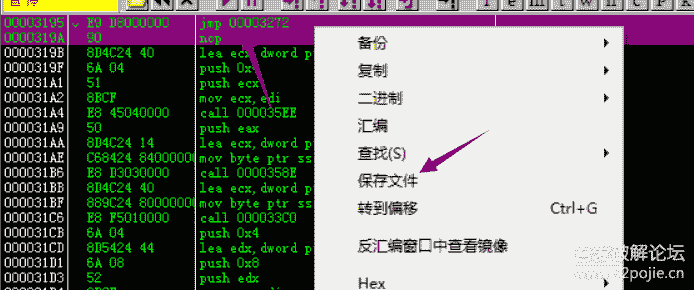 00003195 E9 D8000000 jmp 00003272
0000319A 90 nop
0000319B 8D4C24 40 lea ecx,dword p
0000319F 6A 04 push 0x
000031A1 51 push ecx
000031A2 8BCF mov ecx,edi
000031A4 E8 45040000 call 000035EE
000031A9 50 push eax
000031AA 8D4C24 14 lea ecx,dword p
000031AE C68424 84000000 mov byte ptr ss
000031B6 E8 D3030000 call 0000358E
000031BB 8D4C24 40 lea ecx,dword p
000031BF 889C24 8000000 mov byte ptr ss
000031C6 E8 F5010000 call 000033C0
000031CB 6A 04 push 0x4
000031CD 8D5424 44 lea edx,dword p
000031D1 6A 08 push 0x8
000031D3 52 push edx
备份
复制
二进制
汇编
查找(S)
保存文件
转到偏移 Ctrl+G
反汇编窗口中查看镜像
Hex
破解论坛
pojie.cn